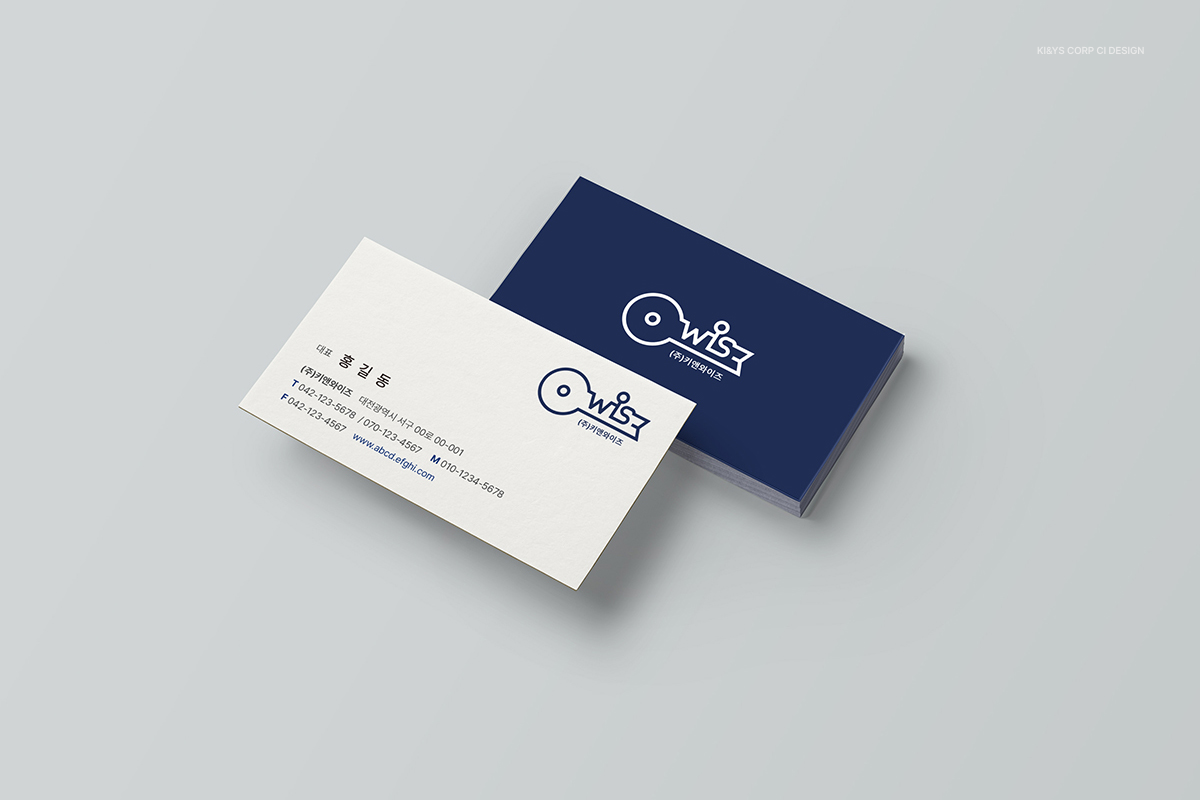 KI&YS CORP CI DESIGN
wise
(주)키앤와이즈
wise
(주)키앤와이즈
대표 홍 길 동
(주)키앤와이즈 대전광역시 서구 00로 00-001
T 042-123-5678 / 070-123-4567 M 010-1234-5678
F 042-123-4567 www.abcd.efghi.com